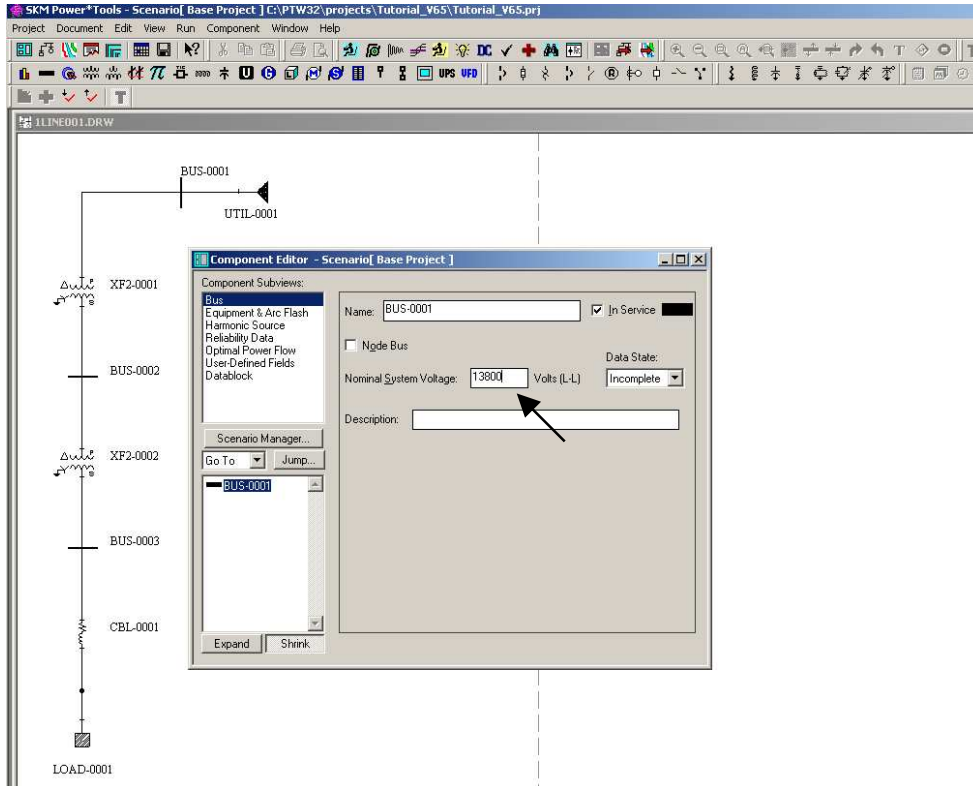 SKM Power*Tools - Scenario[ Base Project ] C:\PTW32\projects\Tutorial_V65\Tutorial_V65.prj
Project Document Edit View Run Component Window Help
DC
UPS UFD
T
1LINE001.DRW
BUS-0001
UTIL-0001
XF2-0001
BUS-0002
XF2-0002
BUS-0003
CBL-0001
LOAD-0001
Component Editor - Scenario[ Base Project ]
Component Subviews:
Bus
Equipment & Arc Flash
Harmonic Source
Reliability Data
Optimal Power Flow
User-Defined Fields
Datablock
Scenario Manager...
Go To Jump...
BUS-0001
Expand Shrink
Name: BUS-0001 In Service
Node Bus
Data State:
Nominal System Voltage: 13800 Volts (L-L) Incomplete
Description: